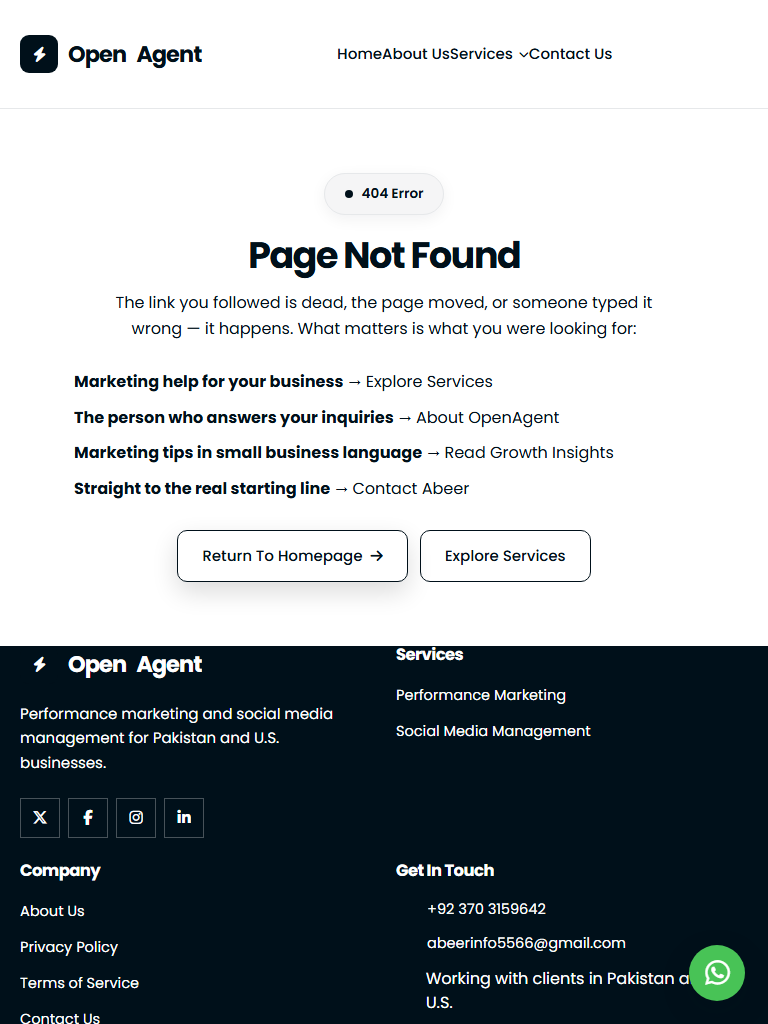 Open Agent
Home About Us Services Contact Us
404 Error
Page Not Found
The link you followed is dead, the page moved, or someone typed it
wrong — it happens. What matters is what you were looking for:
Marketing help for your business → Explore Services
The person who answers your inquiries → About OpenAgent
Marketing tips in small business language → Read Growth Insights
Straight to the real starting line → Contact Abeer
Return To Homepage →
Explore Services
Open Agent
Performance marketing and social media
management for Pakistan and U.S.
businesses.
Services
Performance Marketing
Social Media Management
Company
About Us
Privacy Policy
Terms of Service
Contact Us
Get In Touch
+92 370 3159642
abeerinfo5566@gmail.com
Working with clients in Pakistan
U.S.